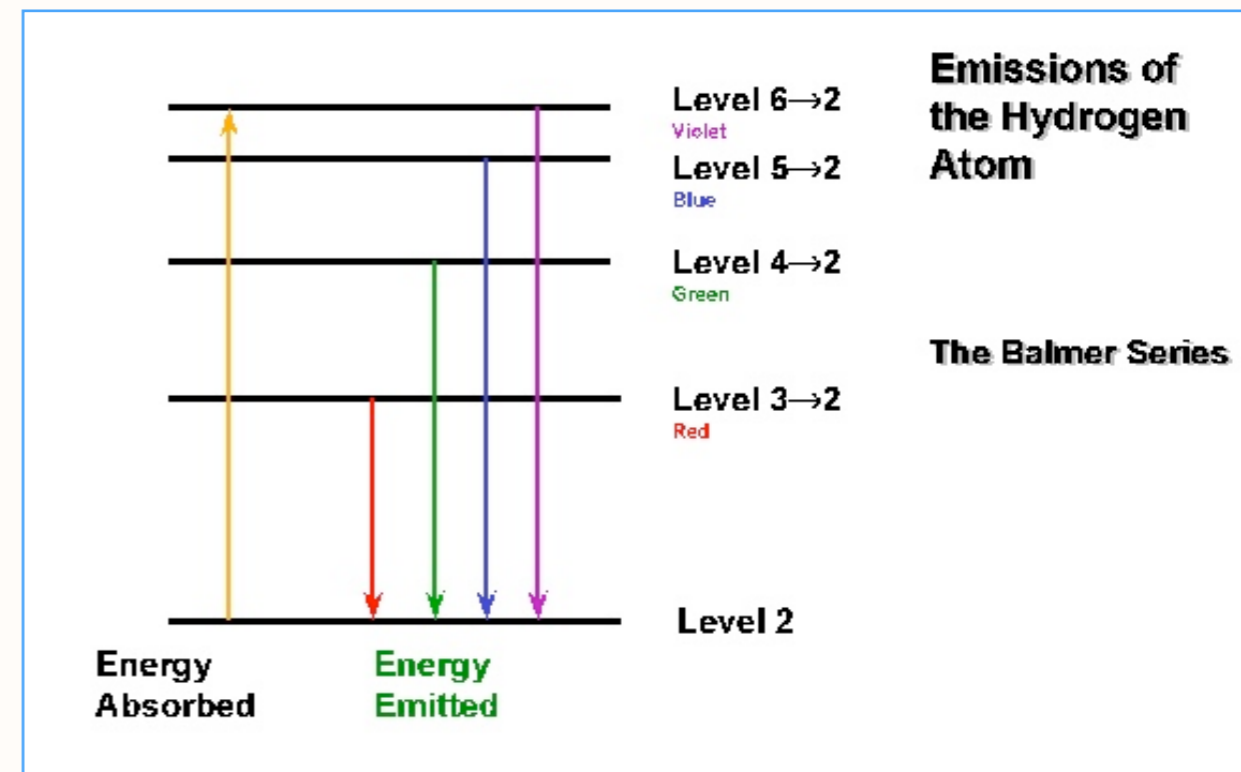 Emissions of
the Hydrogen
Atom
Level 6→2
Violet
Level 5→2
Blue
Level 4→2
Green
The Balmer Series
Level 3→2
Red
Level 2
Energy
Absorbed
Energy
Emitted